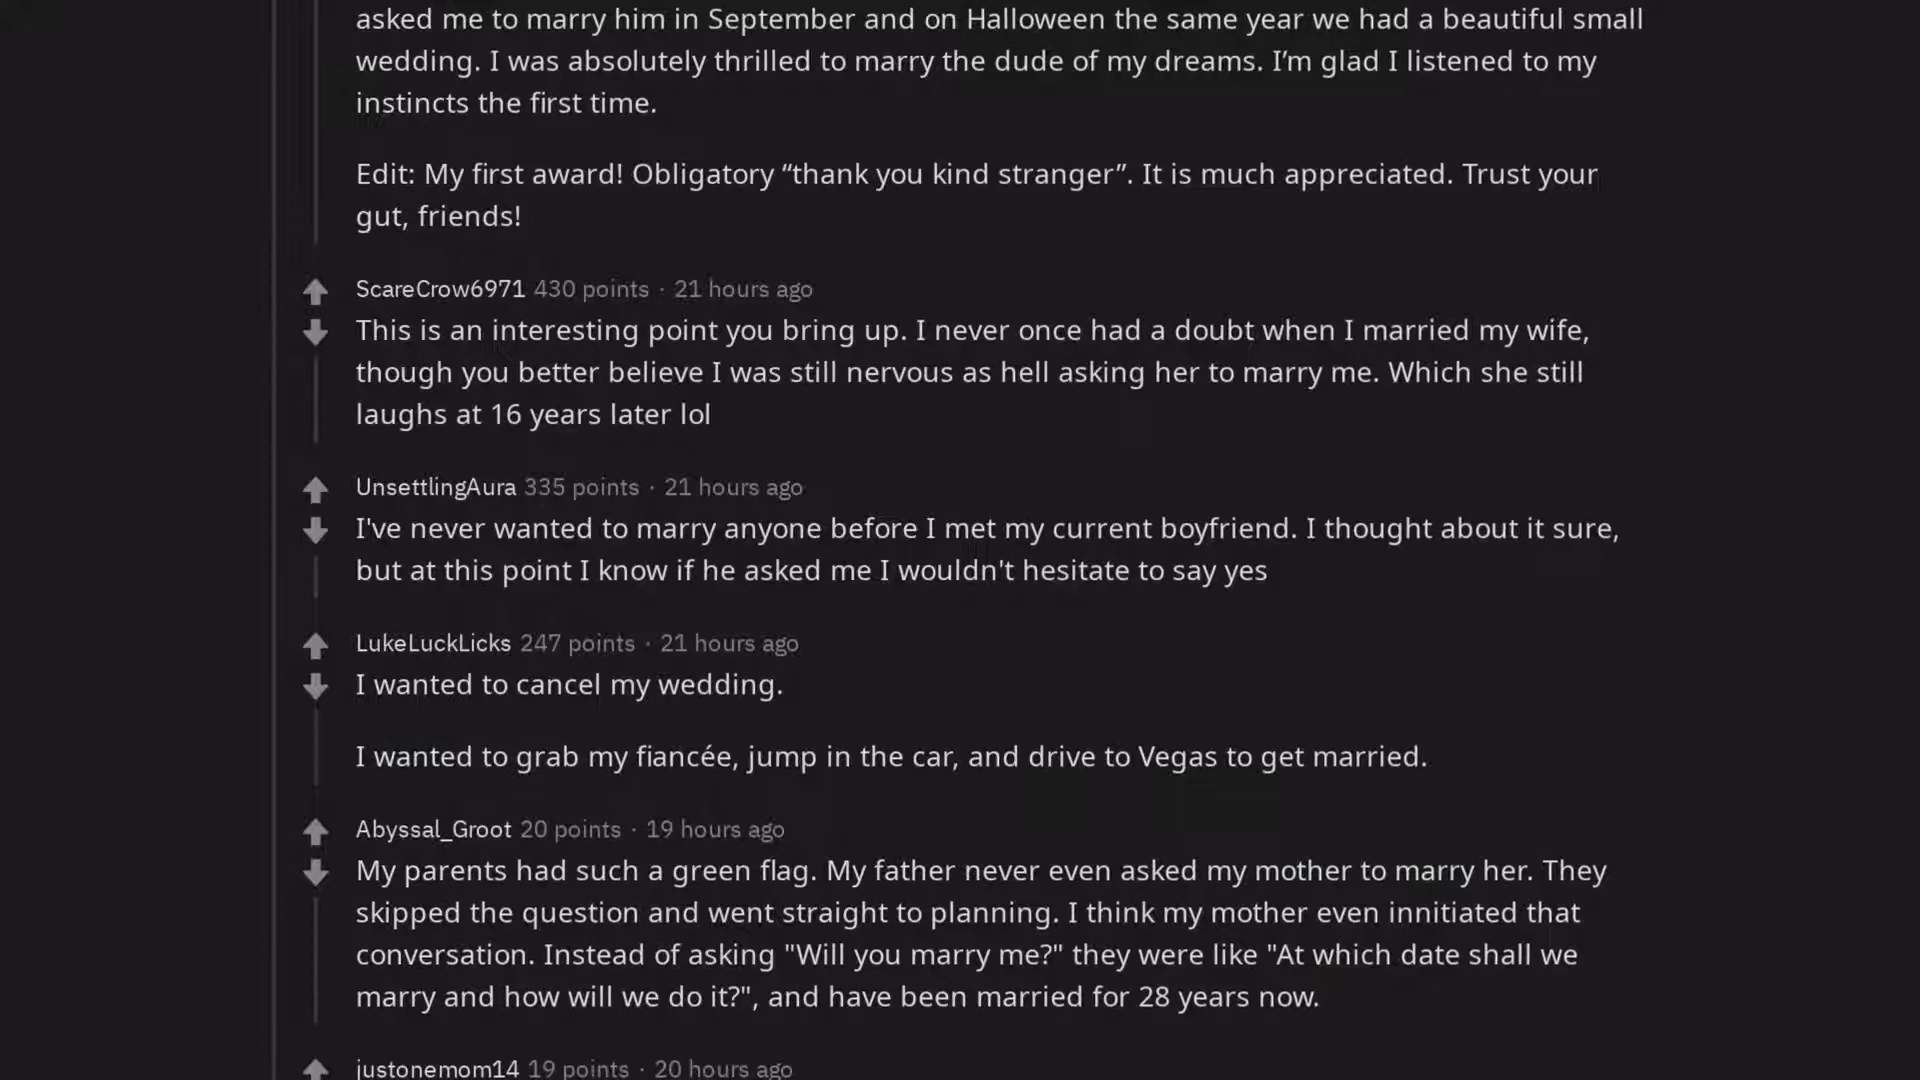 asked me to marry him in September and on Halloween the same year we had a beautiful small
wedding. I was absolutely thrilled to marry the dude of my dreams. I’m glad I listened to my
instincts the first time.
Edit: My first award! Obligatory “thank you kind stranger”. It is much appreciated. Trust your
gut, friends!
ScareCrow6971 430 points · 21 hours ago
This is an interesting point you bring up. I never once had a doubt when I married my wife,
though you better believe I was still nervous as hell asking her to marry me. Which she still
laughs at 16 years later lol
UnsettlingAura 335 points · 21 hours ago
I've never wanted to marry anyone before I met my current boyfriend. I thought about it sure,
but at this point I know if he asked me I wouldn't hesitate to say yes
LukeLuckLicks 247 points · 21 hours ago
I wanted to cancel my wedding.
I wanted to grab my fiancée, jump in the car, and drive to Vegas to get married.
Abyssal_Groot 20 points · 19 hours ago
My parents had such a green flag. My father never even asked my mother to marry her. They
skipped the question and went straight to planning. I think my mother even innitiated that
conversation. Instead of asking "Will you marry me?" they were like "At which date shall we
marry and how will we do it?", and have been married for 28 years now.
justonemom14 19 points · 20 hours ago